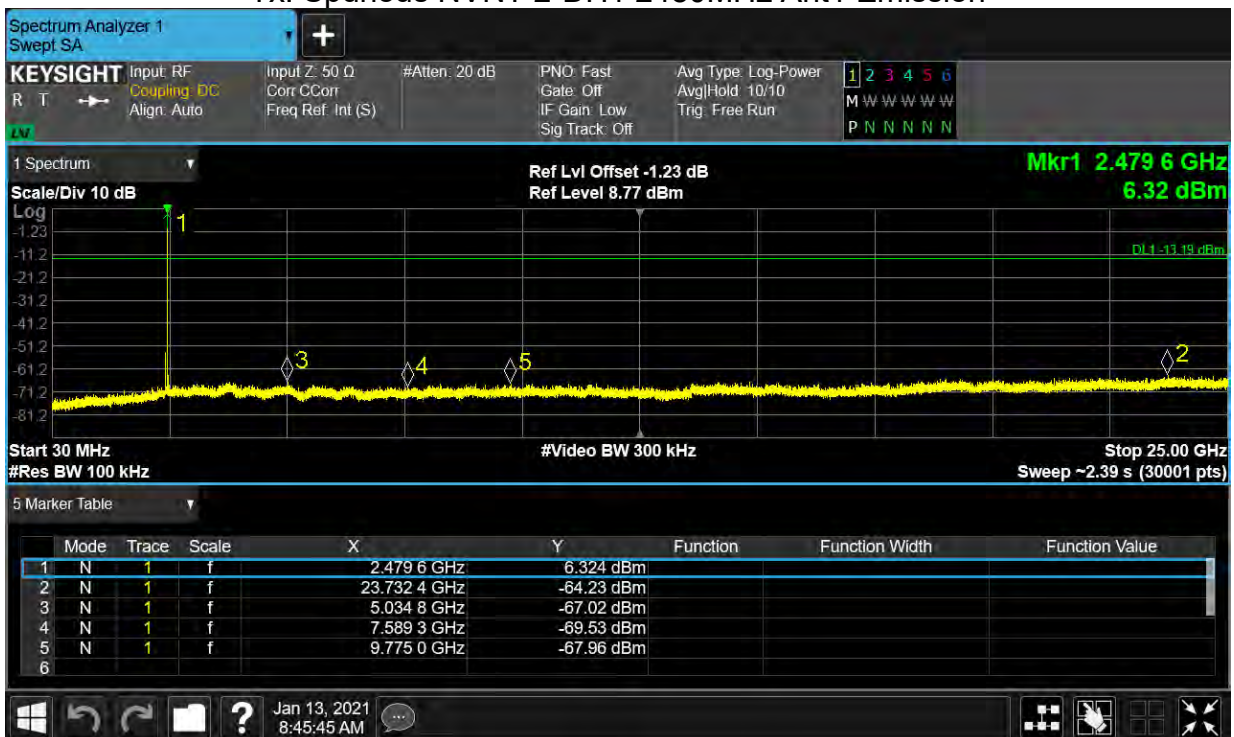 Spectrum Analyzer 1
Swept SA
+
KEYSIGHT Input: RF Input Z: 50 Ω #Atten: 20 dB PNO: Fast Avg Type: Log-Power 1 2 3 4 5 6
R T Coupling: DC Corr CCorr Gate: Off Avg|Hold: 10/10 M W W W W W
Align: Auto Freq Ref: Int (S) IF Gain: Low Trig: Free Run
Sig Track: Off P N N N N N
1 Spectrum Ref Lvl Offset -1.23 dB Mkr1 2.479 6 GHz
Scale/Div 10 dB Ref Level 8.77 dBm 6.32 dBm
Log
1
-1.23
-11.2 DL1 -13.19 dBm
-21.2
-31.2
-41.2
-51.2
-61.2 3 4 5 2
-71.2
-81.2
Start 30 MHz #Video BW 300 kHz Stop 25.00 GHz
#Res BW 100 kHz Sweep ~2.39 s (30001 pts)
5 Marker Table
Mode Trace Scale X Y Function Function Width Function Value
1 N 1 f 2.479 6 GHz 6.324 dBm
2 N 1 f 23.732 4 GHz -64.23 dBm
3 N 1 f 5.034 8 GHz -67.02 dBm
4 N 1 f 7.589 3 GHz -69.53 dBm
5 N 1 f 9.775 0 GHz -67.96 dBm
6
? Jan 13, 2021
8:45:45 AM